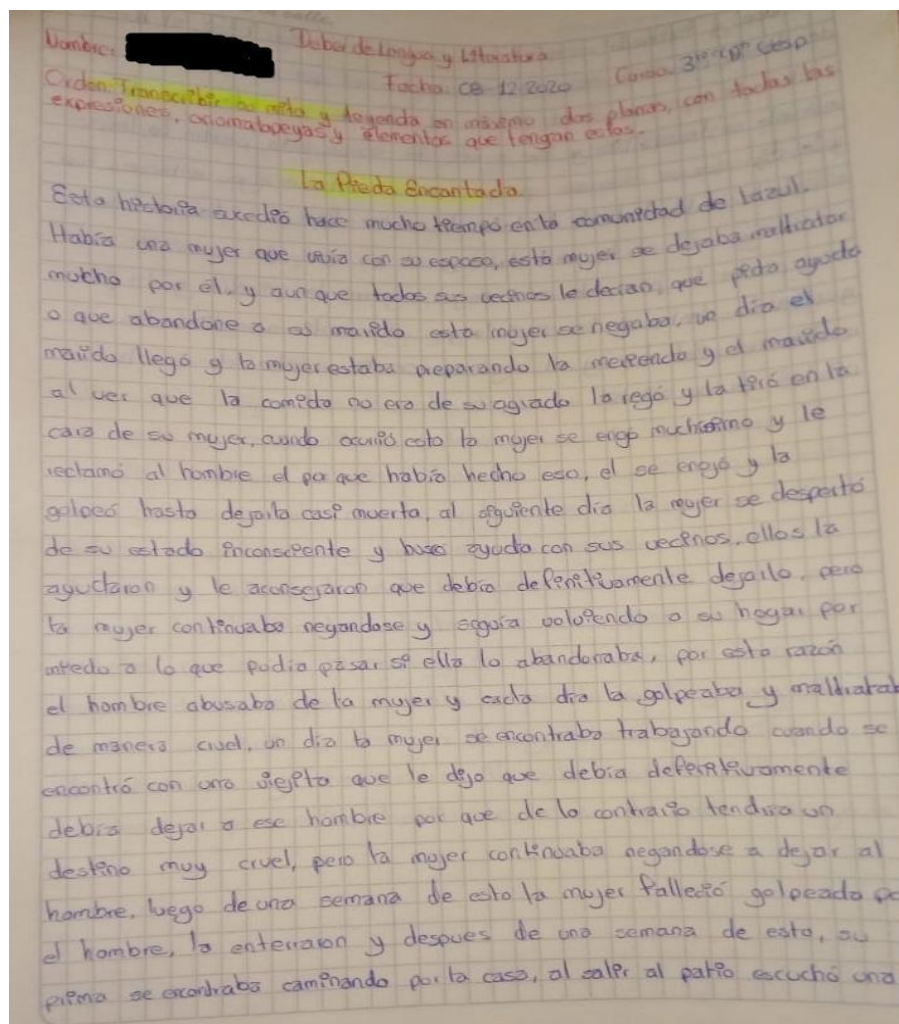 Nombre: Deber de Lengua y Literatura
Fecha: 08 12 2020 Curso: 3ro "D"
Orden: Transcribir a mito y leyenda en máximo dos planas, con todas las
expresiones, onomatopeyas y elementos que tengan estas.
La Pieda Encantada
Esta historia sucedió hace mucho tiempo en la comunidad de Lazul.
Había una mujer que vivía con su esposo, esta mujer se dejaba maltratar
mucho por él, y aunque todos sus vecinos le decian que pida ayuda
o que abandone a su marido esta mujer se negaba, un día el
marido llegó y la mujer estaba preparando la merienda y el marido
al ver que la comida no era de su agrado la regó y la tiró en la
cara de su mujer, cuando ocurrió esto la mujer se enojó muchisimo y le
reclamó al hombre el por que había hecho eso, el se enojó y la
golpeó hasta dejarla casi muerta, al siguiente día la mujer se despertó
de su estado inconsciente y buscó ayuda con sus vecinos, ellos la
ayudaron y le aconsejaron que debía definitivamente dejarlo, pero
la mujer continuaba negandose y seguía volviendo a su hogar por
miedo a lo que podía pasar si ella lo abandonaba, por esta razón
el hombre abusaba de la mujer y cada día la golpeaba y maltrataba
de manera cruel, un día la mujer se encontraba trabajando cuando se
encontró con una viejita que le dijo que debía definitivamente
debía dejar a ese hombre por que de lo contrario tendría un
destino muy cruel, pero la mujer continuaba negandose a dejar al
hombre, luego de una semana de esto la mujer falleció golpeada po
el hombre, la enterraron y despues de una semana de esto, su
prima se encontraba caminando por la casa, al salir al patio escuchó una